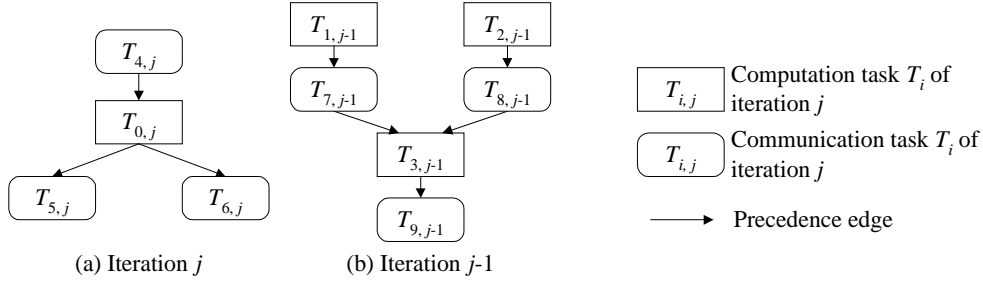 T4, j
T0, j
T5, j
T6, j
(a) Iteration j
T1, j-1
T2, j-1
T7, j-1
T8, j-1
T3, j-1
T9, j-1
(b) Iteration j-1
Ti, j
Computation task Ti of
iteration j
Ti, j
Communication task Ti of
iteration j
Precedence edge